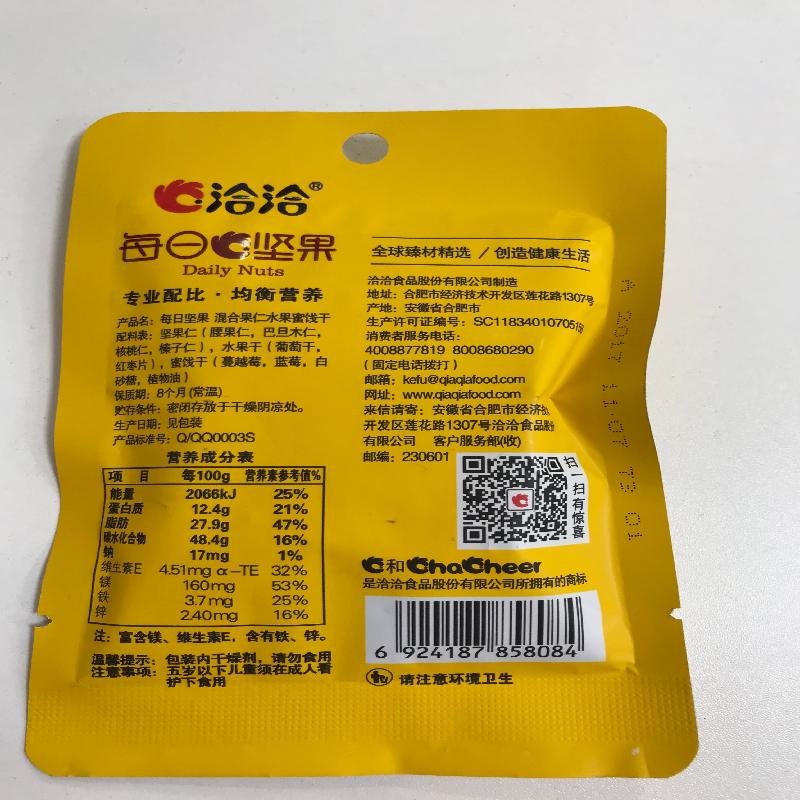 洽洽®
每日坚果
Daily Nuts
专业配比·均衡营养
产品名：每日坚果 混合果仁水果蜜饯干
配料表：坚果仁（腰果仁，巴旦木仁，
核桃仁，榛子仁），水果干（葡萄干，
红枣片），蜜饯干（蔓越莓，蓝莓，白
砂糖，植物油）
保质期：8个月(常温)
贮存条件：密闭存放于干燥阴凉处。
生产日期：见包装
产品标准号：Q/QQ0003S
营养成分表
项 目 每100g 营养素参考值%
能量 2066kJ 25%
蛋白质 12.4g 21%
脂肪 27.9g 47%
碳水化合物 48.4g 16%
钠 17mg 1%
维生素E 4.51mg α-TE 32%
镁 160mg 53%
铁 3.7mg 25%
锌 2.40mg 16%
注：富含镁、维生素E，含有铁、锌。
温馨提示：包装内干燥剂，请勿食用
注意事项：五岁以下儿童须在成人看
护下食用
全球臻材精选 / 创造健康生活
洽洽食品股份有限公司制造
地址：合肥市经济技术开发区莲花路1307号
产地：安徽省合肥市
生产许可证编号：SC11834010705
消费者服务电话：
4008877819 8008680290
(固定电话拨打)
邮箱：kefu@qiaqiafood.com
网址：www.qiaqiafood.com
来信请寄：安徽省合肥市经济
开发区莲花路1307号洽洽食品
有限公司 客户服务部(收)
邮编：230601
扫一扫有惊喜
和ChaCheer
是洽洽食品股份有限公司所拥有的商标
6 924187 858084
请注意环境卫生
A 2017 11 07 T3 01